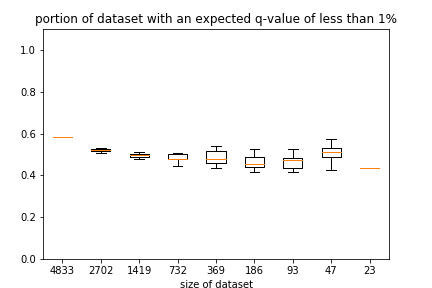 portion of dataset with an expected q-value of less than 1%
1.0
0.8
0.6
0.4
0.2
0.0
4833 2702 1419 732 369 186 93 47 23
size of dataset